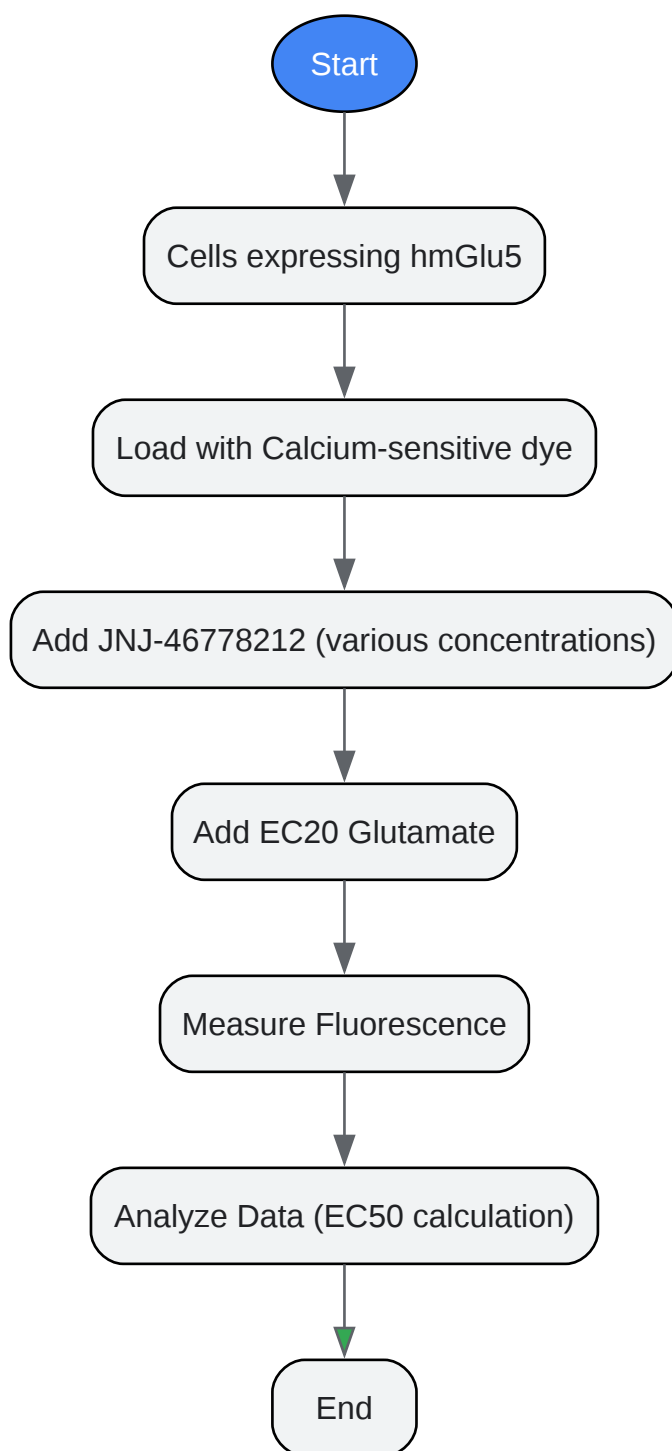 Start
Cells expressing hmGlu5
Load with Calcium-sensitive dye
Add JNJ-46778212 (various concentrations)
Add EC20 Glutamate
Measure Fluorescence
Analyze Data (EC50 calculation)
End